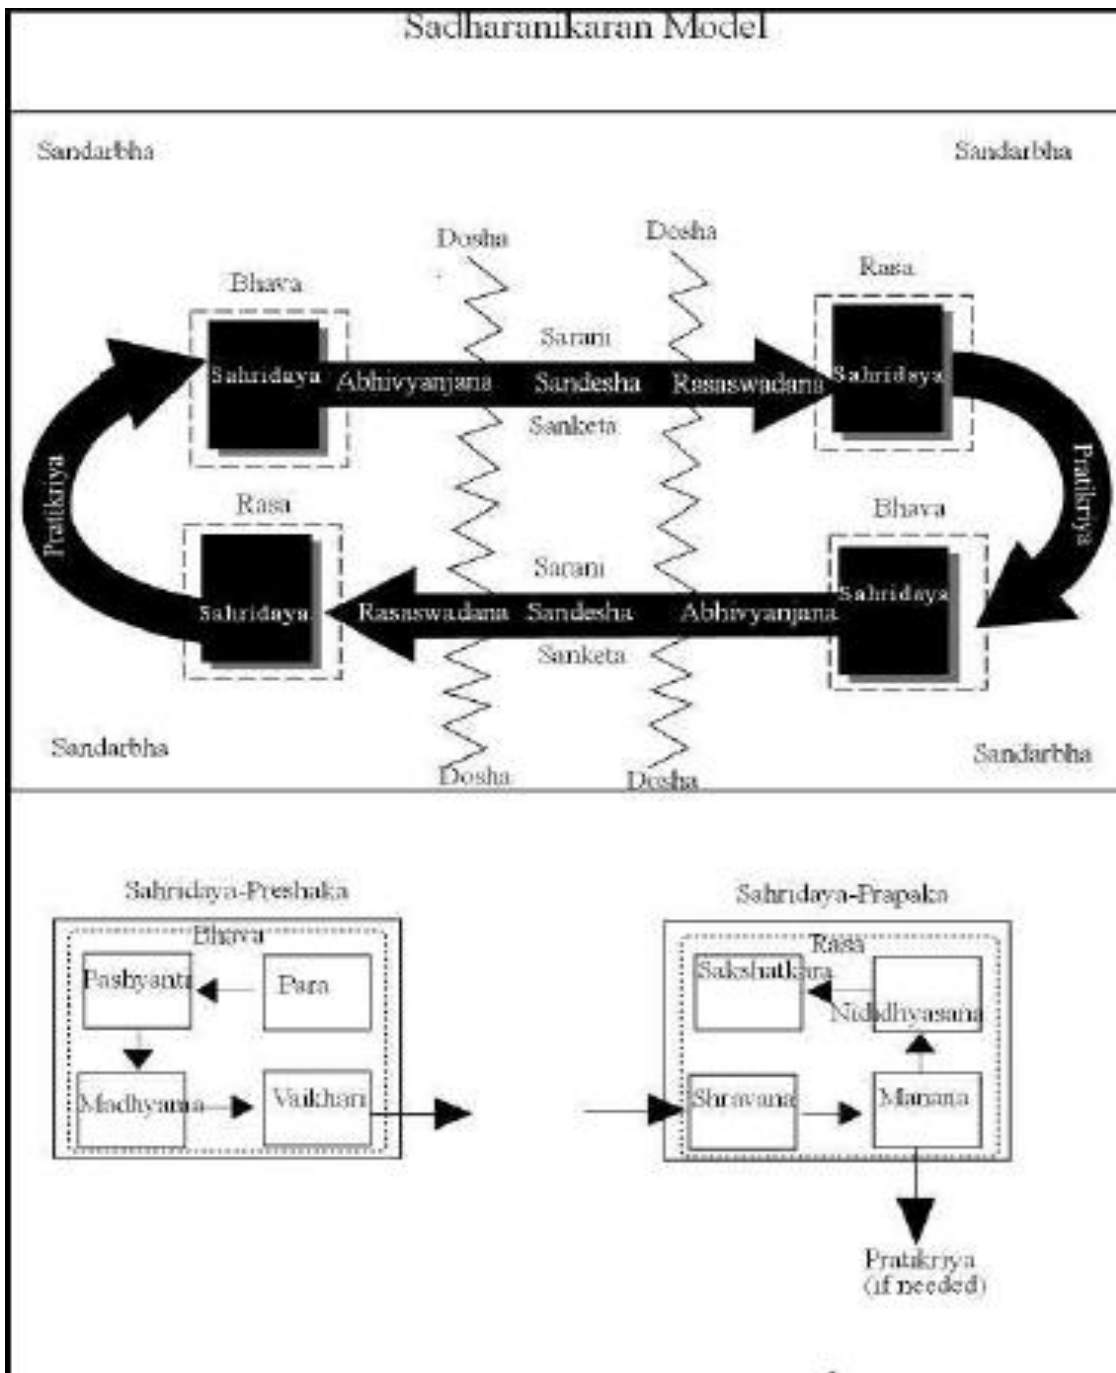 Sadharanikaran Model
Sandarbha
Sandarbha
Dosha
Dosha
Bhava
Rasa
Sarani
Sahridaya
Abhivyanjana
Sandesha
Rasaswadana
Sahridaya
Sanketa
Pratikriya
Pratikriya
Rasa
Bhava
Sarani
Sahridaya
Rasaswadana
Sandesha
Abhivyanjana
Sahridaya
Sanketa
Sandarbha
Sandarbha
Dosha
Dosha
Sahridaya-Preshaka
Bhava
Pashyanti
Para
Madhyama
Vaikhari
Sahridaya-Prapaka
Rasa
Sakshatkara
Nididhyasana
Shravana
Manana
Pratikriya
(if needed)